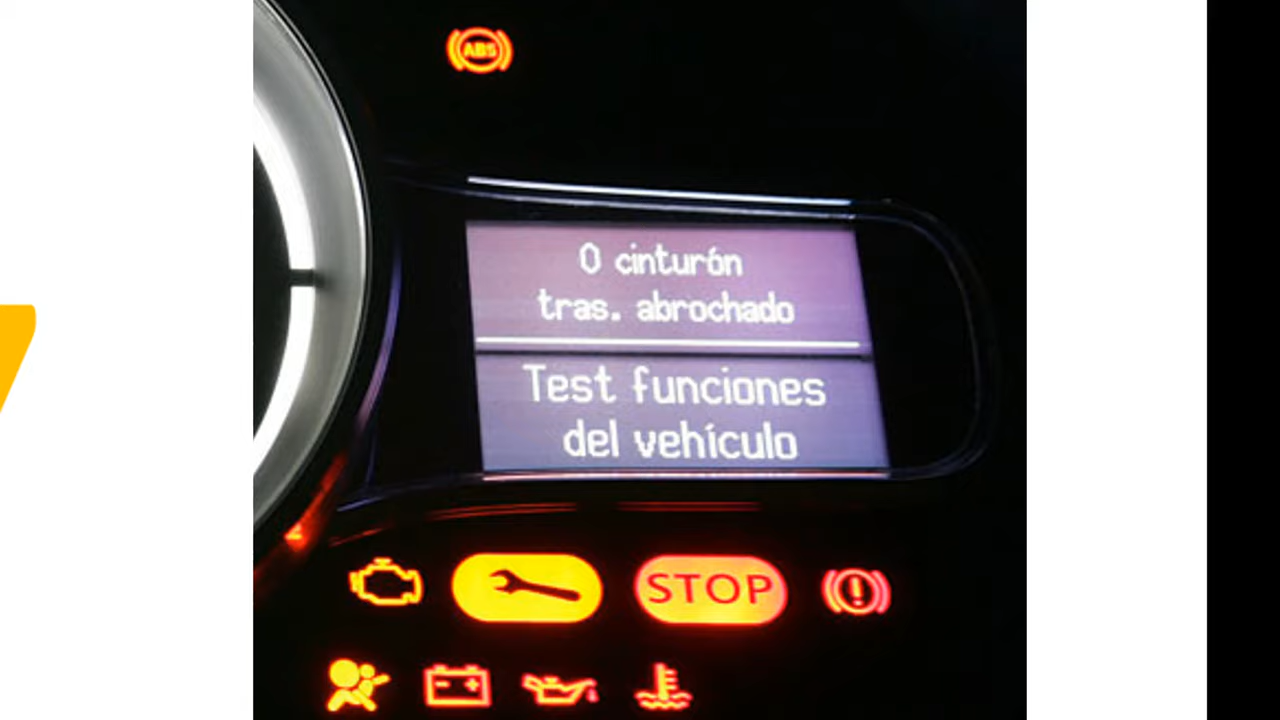 ABS
0 cinturón
tras. abrochado
Test funciones
del vehículo
STOP